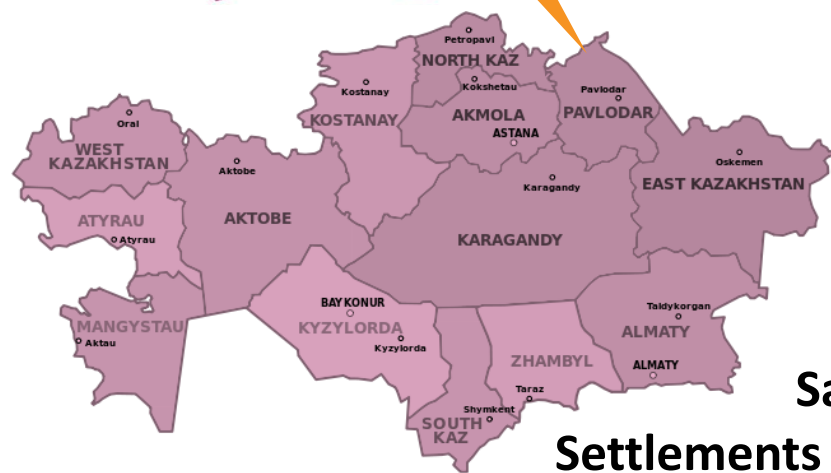 Petropavl
NORTH KAZ
Kostanay
Kokshetau
KOSTANAY
AKMOLA
ASTANA
Pavlodar
PAVLODAR
Oral
WEST
KAZAKHSTAN
Aktobe
AKTOBE
Karagandy
KARAGANDY
Oskemen
EAST KAZAKHSTAN
ATYRAU
Atyrau
MANGYSTAU
Aktau
BAYKONUR
KYZYLORDA
Kyzylorda
Taldykorgan
ALMATY
ALMATY
ZHAMBYL
Taraz
Shymkent
SOUTH
KAZ
Sa
Settlements